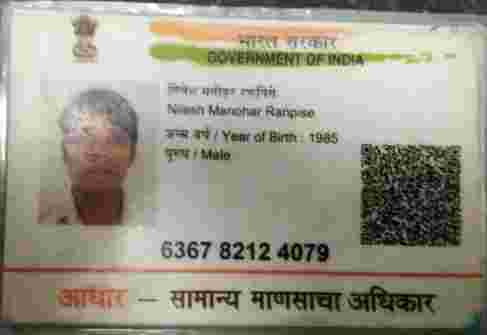 भारत सरकार
GOVERNMENT OF INDIA
निलेश मनोहर
Nilesh Manohar Ranpise
जन्म वर्ष / Year of Birth : 1985
पुरुष / Male
6367 8212 4079
आधार — सामान्य माणसाचा अधिकार